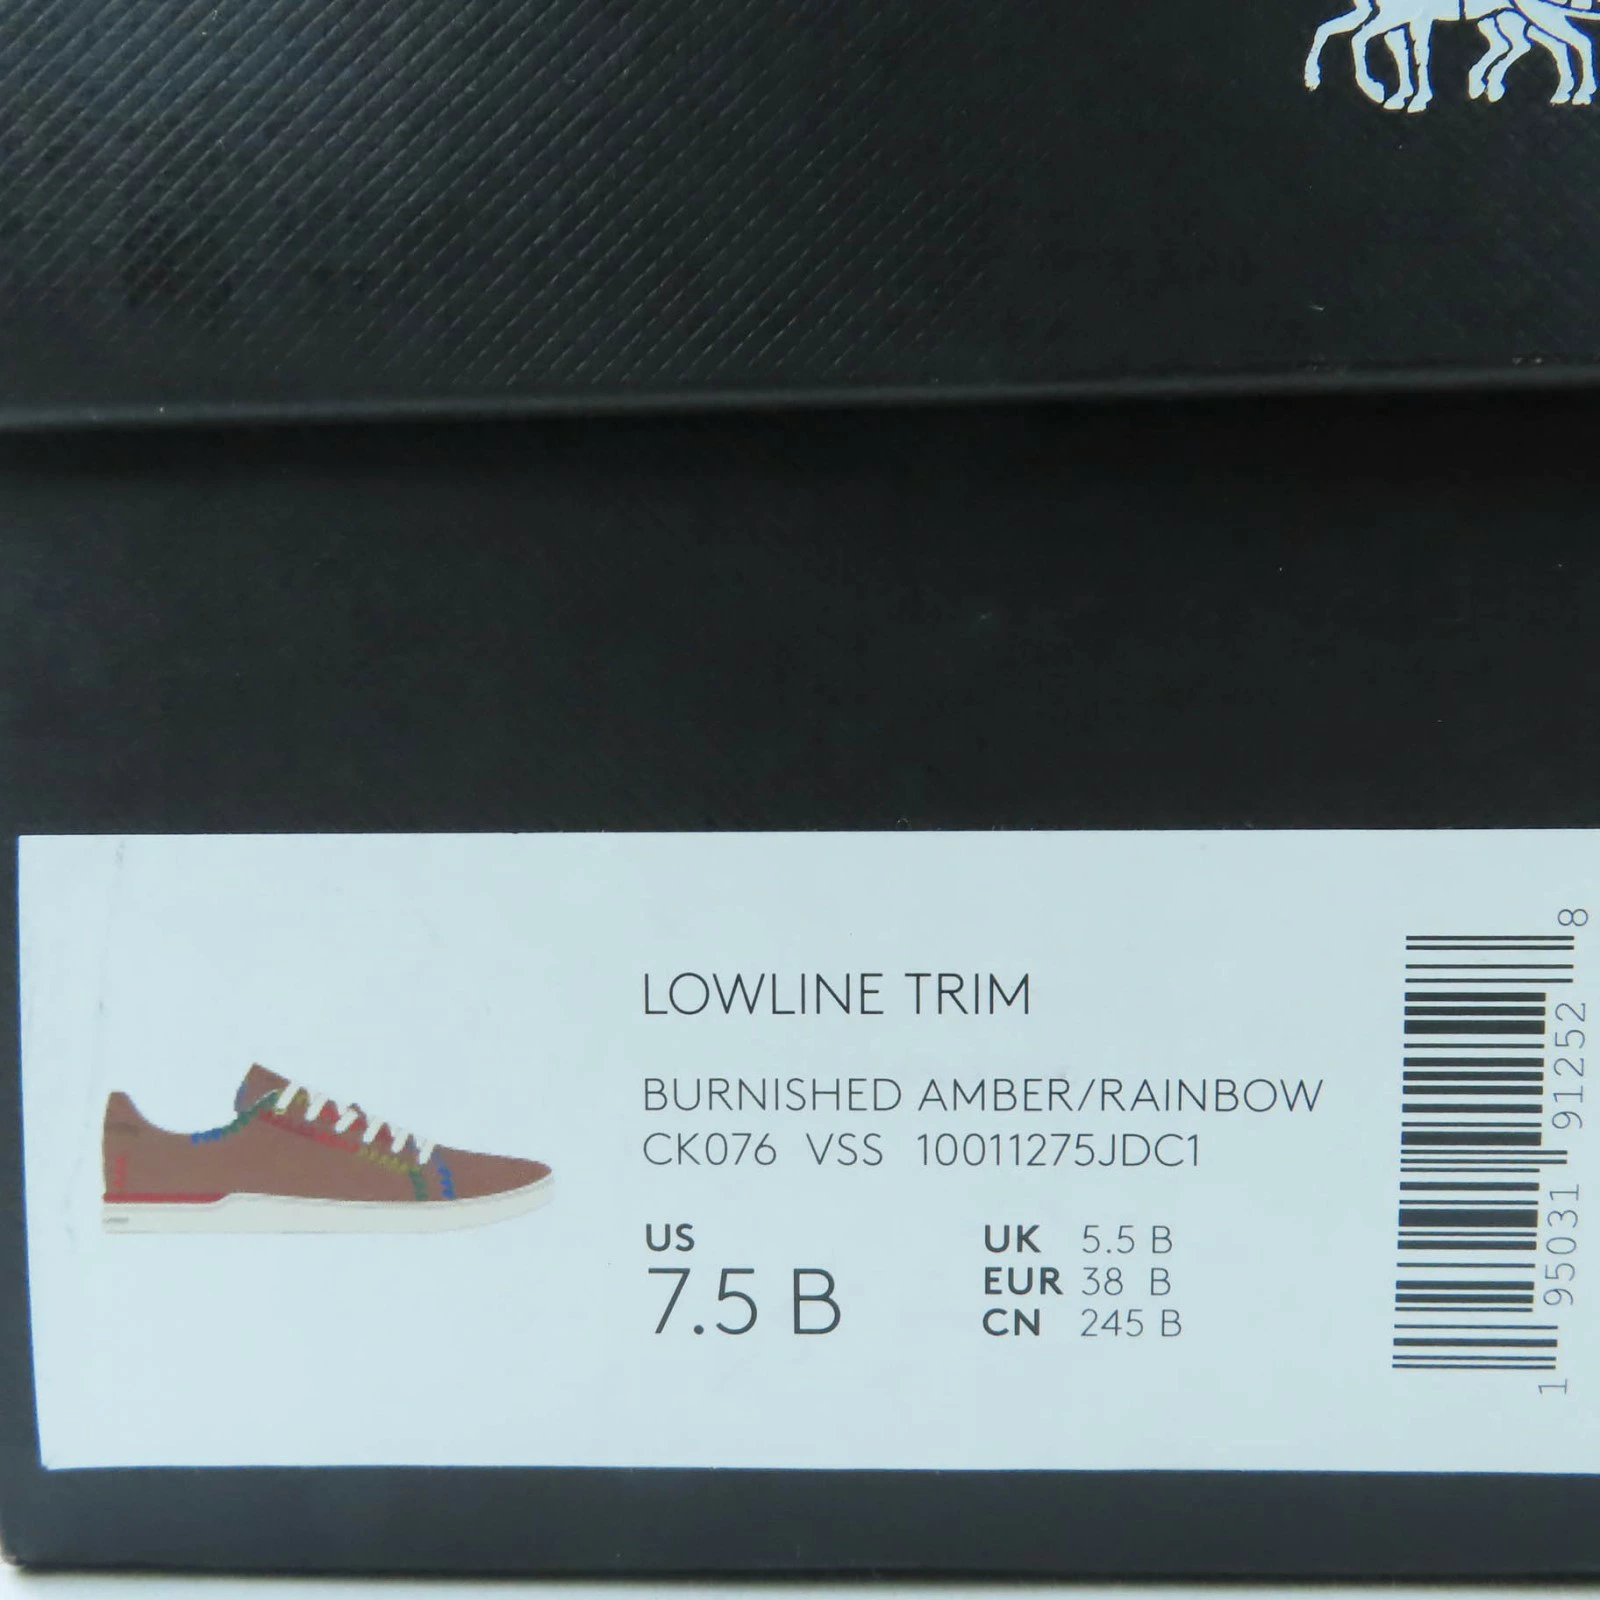 LOWLINE TRIM
BURNISHED AMBER/RAINBOW
CK076 VSS 10011275JDC1
US
7.5 B
UK 5.5 B
EUR 38 B
CN 245 B
1 95031 91252 8